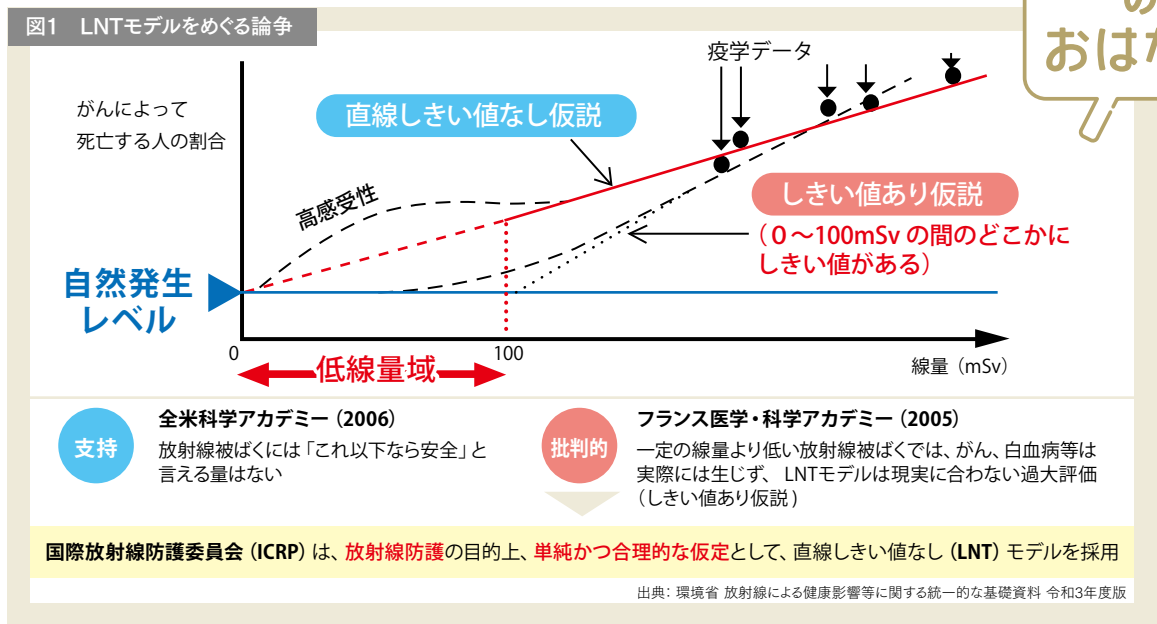 図1 LNTモデルをめぐる論争
の
おはな
疫学データ
がんによって
死亡する人の割合
直線しきい値なし仮説
高感受性
しきい値あり仮説
(0~100mSv の間のどこかに
しきい値がある)
自然発生
レベル
0
100
低線量域
線量(mSv)
支持
全米科学アカデミー(2006)
放射線被ばくには「これ以下なら安全」と
言える量はない
批判的
フランス医学・科学アカデミー(2005)
一定の線量より低い放射線被ばくでは、がん、白血病等は
実際には生じず、 LNTモデルは現実に合わない過大評価
(しきい値あり仮説)
国際放射線防護委員会(ICRP)は、放射線防護の目的上、単純かつ合理的な仮定として、直線しきい値なし(LNT)モデルを採用
出典: 環境省 放射線による健康影響等に関する統一的な基礎資料 令和3年度版